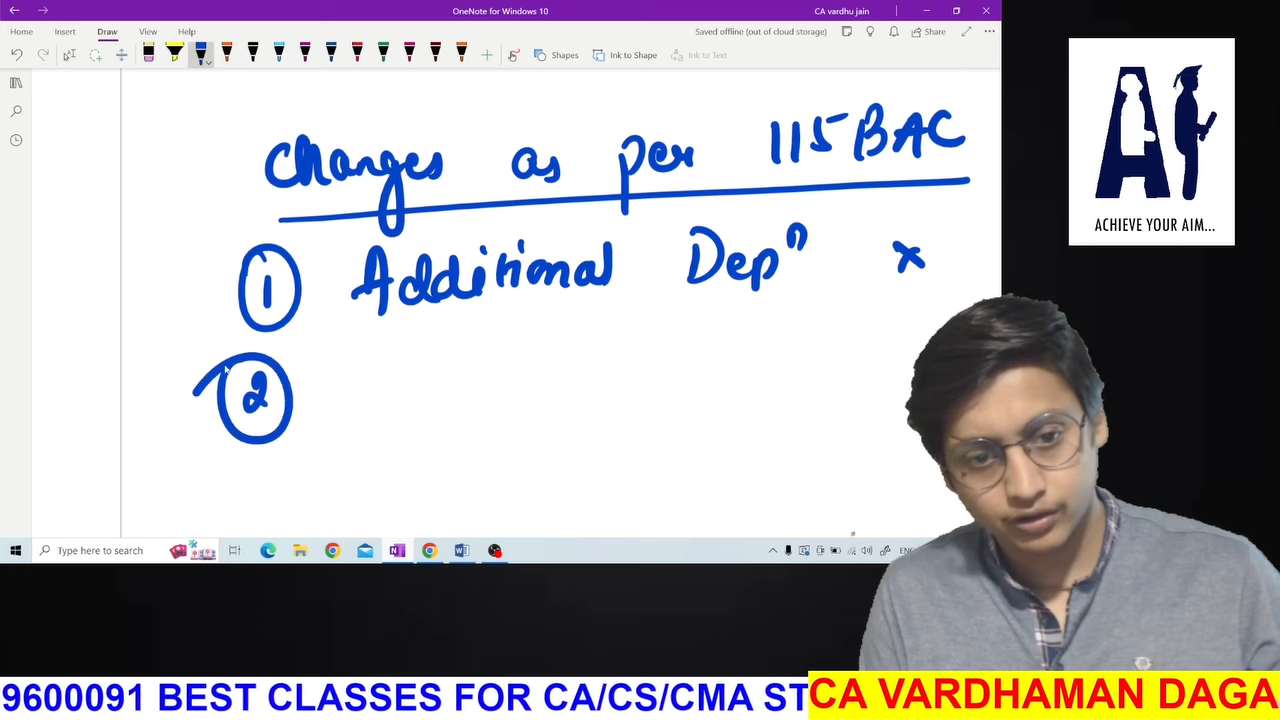 OneNote for Windows 10
CA vardhu jain
Home Insert Draw View Help
Saved offline (out of cloud storage)
Share
Shapes
Ink to Shape
Ink to Text
Changes as per 115BAC
1 Additional Depⁿ x
2
AI
ACHIEVE YOUR AIM...
Type here to search
ENG
9600091 BEST CLASSES FOR CA/CS/CMA ST
CA VARDHAMAN DAGA